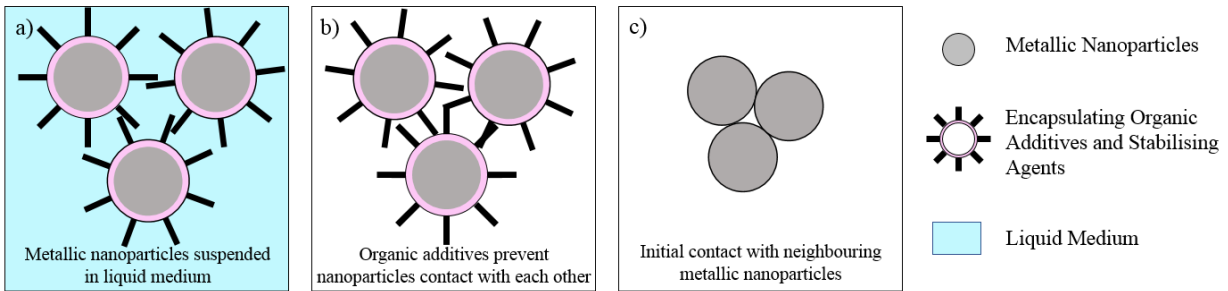 a)
Metallic nanoparticles suspended
in liquid medium
b)
Organic additives prevent
nanoparticles contact with each other
c)
Initial contact with neighbouring
metallic nanoparticles
Metallic Nanoparticles
Encapsulating Organic
Additives and Stabilising
Agents
Liquid Medium